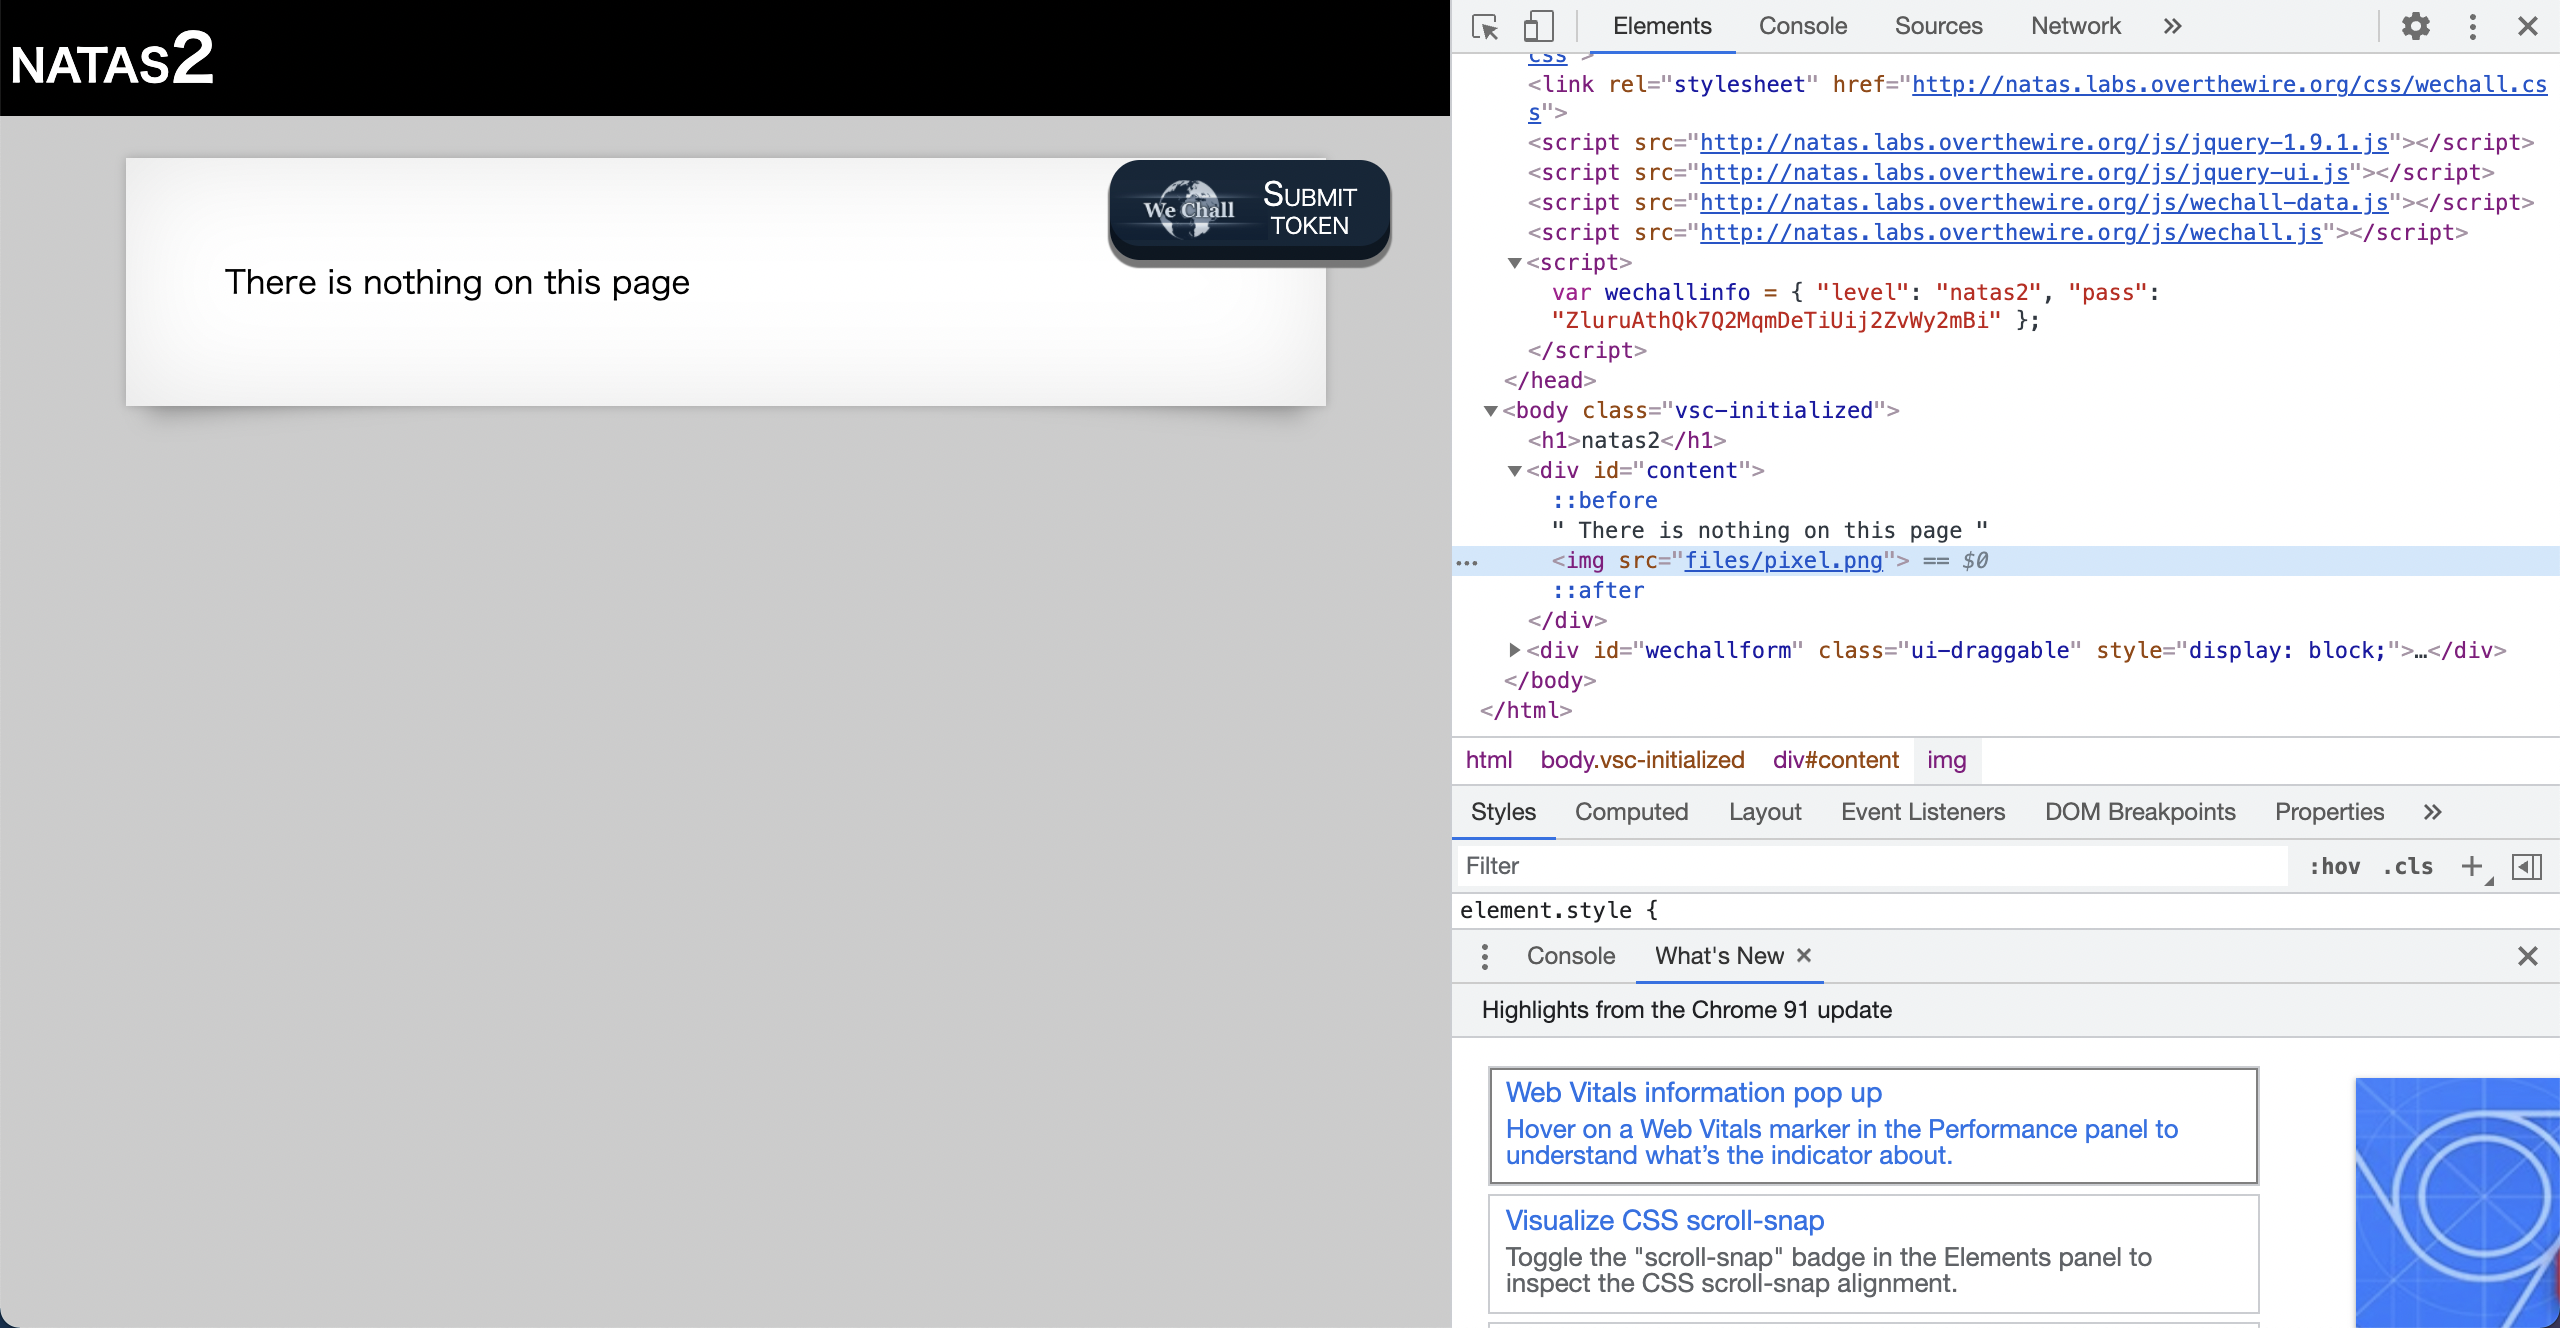 NATAS2
We Chall
SUBMIT
TOKEN
There is nothing on this page
Elements Console Sources Network »
css">
<link rel="stylesheet" href="http://natas.labs.overthewire.org/css/wechall.cs
s">
<script src="http://natas.labs.overthewire.org/js/jquery-1.9.1.js"></script>
<script src="http://natas.labs.overthewire.org/js/jquery-ui.js"></script>
<script src="http://natas.labs.overthewire.org/js/wechall-data.js"></script>
<script src="http://natas.labs.overthewire.org/js/wechall.js"></script>
<script>
var wechallinfo = { "level": "natas2", "pass":
"ZluruAthQk7Q2MqmDeTiUij2ZvWy2mBi" };
</script>
</head>
<body class="vsc-initialized">
<h1>natas2</h1>
<div id="content">
::before
" There is nothing on this page "
… <img src="files/pixel.png"> == $0
::after
</div>
<div id="wechallform" class="ui-draggable" style="display: block;">…</div>
</body>
</html>
html body.vsc-initialized div#content img
Styles Computed Layout Event Listeners DOM Breakpoints Properties »
Filter :hov .cls +
element.style {
Console What's New ×
Highlights from the Chrome 91 update
Web Vitals information pop up
Hover on a Web Vitals marker in the Performance panel to
understand what’s the indicator about.
Visualize CSS scroll-snap
Toggle the "scroll-snap" badge in the Elements panel to
inspect the CSS scroll-snap alignment.